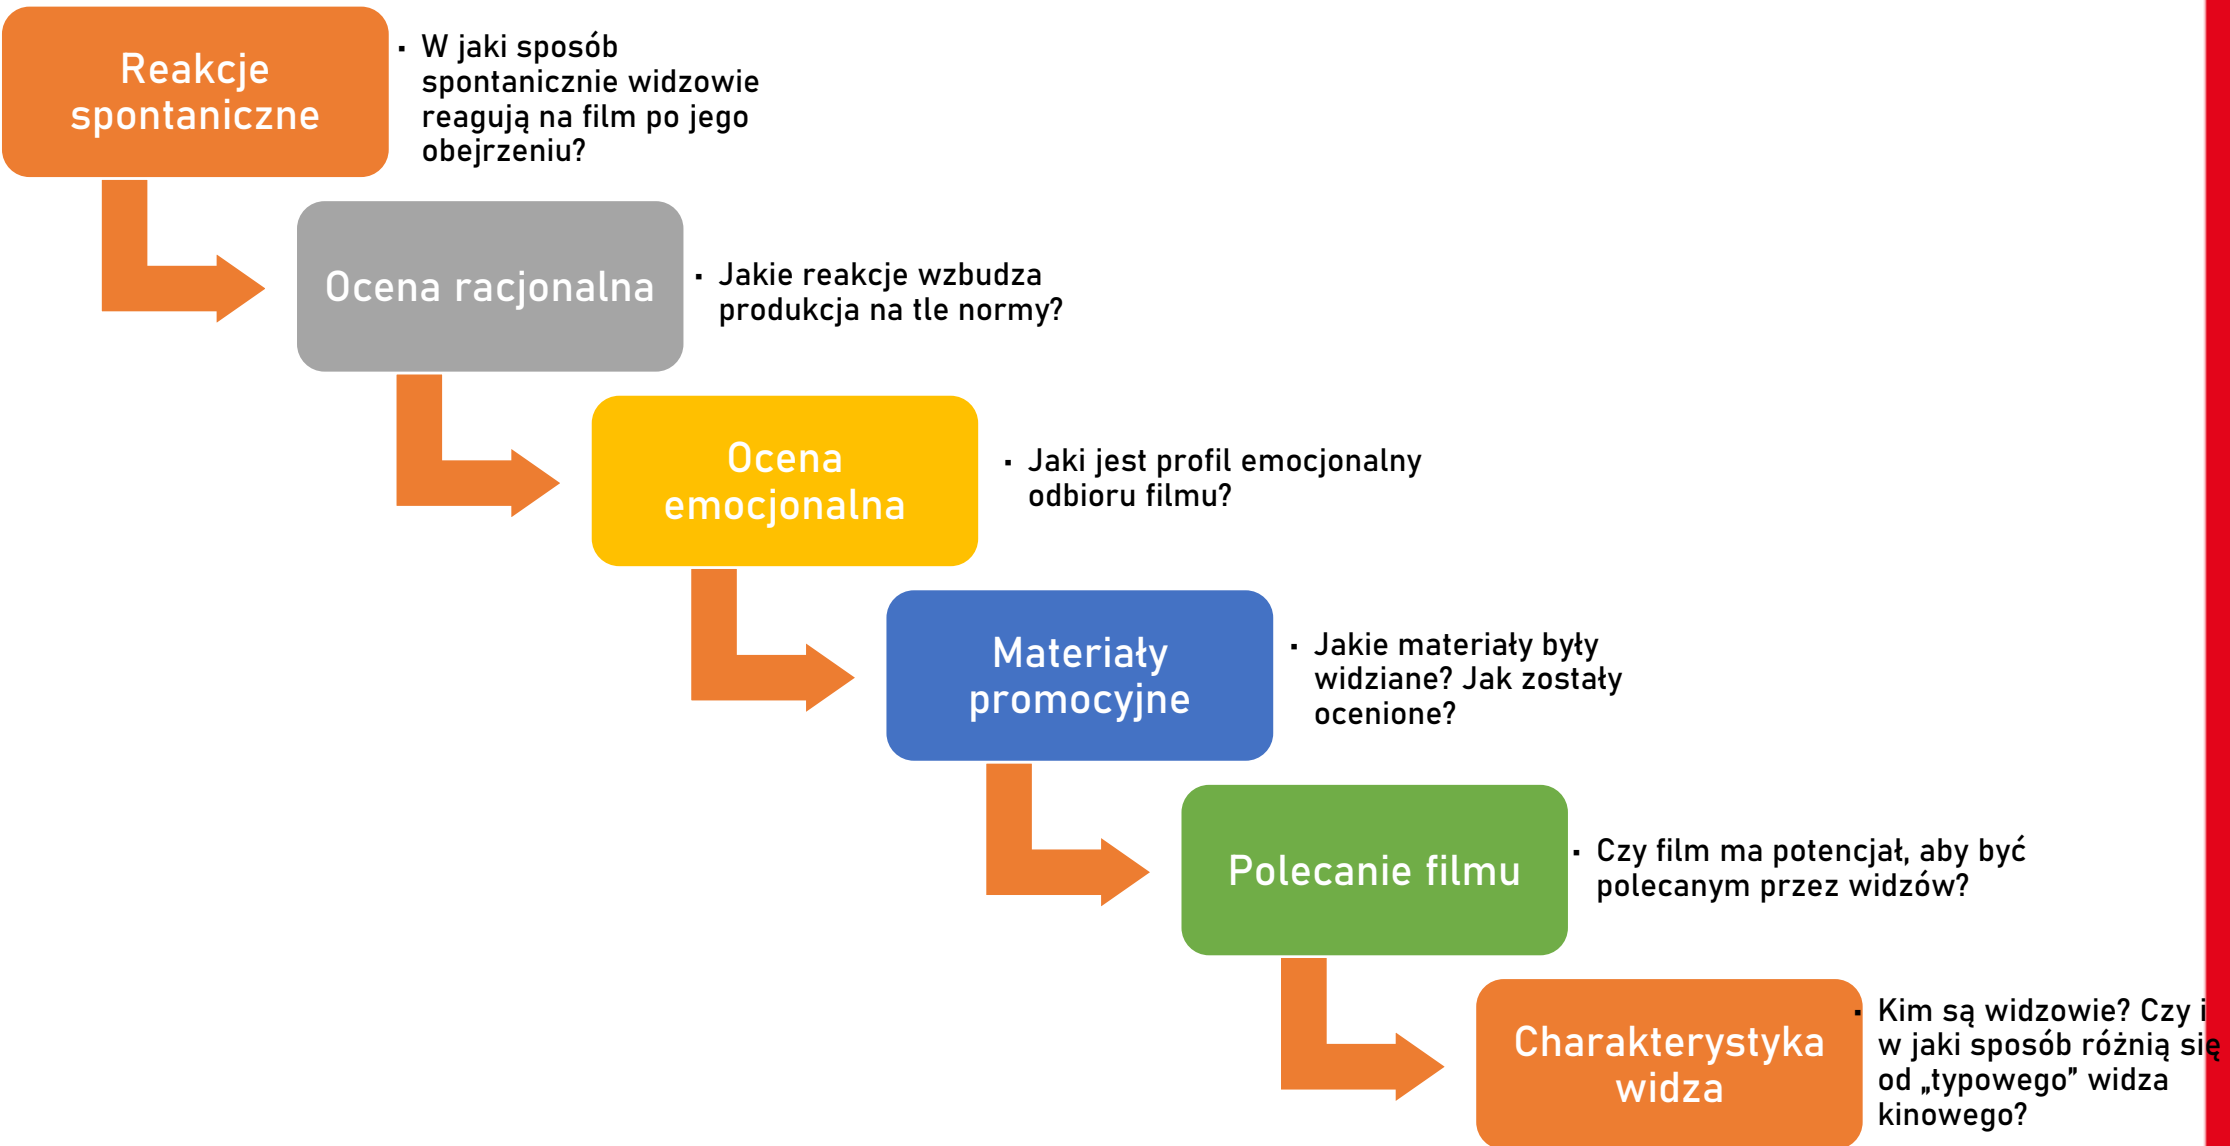 Reakcje
spontaniczne
▪ W jaki sposób
spontanicznie widzowie
reagują na film po jego
obejrzeniu?
Ocena racjonalna
▪ Jakie reakcje wzbudza
produkcja na tle normy?
Ocena
emocjonalna
▪ Jaki jest profil emocjonalny
odbioru filmu?
Materiały
promocyjne
▪ Jakie materiały były
widziane? Jak zostały
ocenione?
Polecanie filmu
▪ Czy film ma potencjał, aby być
polecanym przez widzów?
Charakterystyka
widza
▪ Kim są widzowie? Czy i
w jaki sposób różnią się
od „typowego” widza
kinowego?